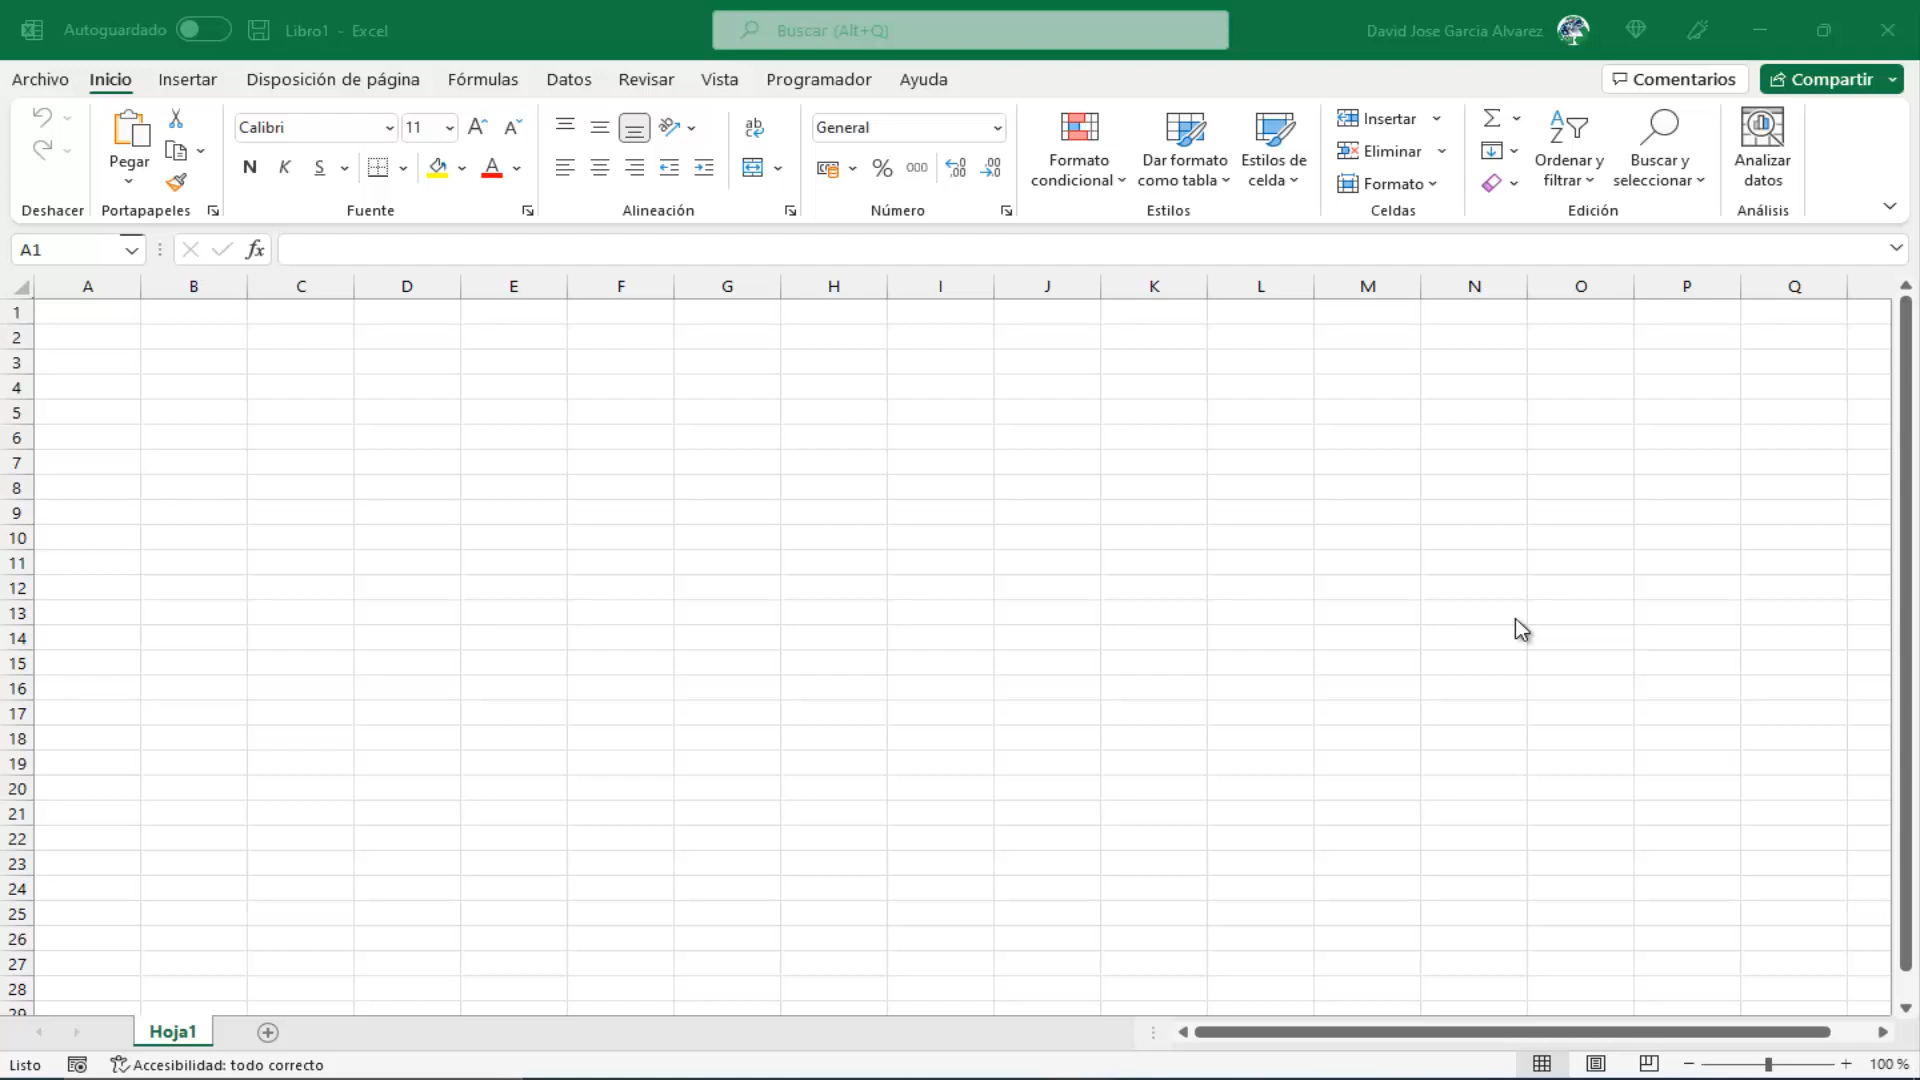 Autoguardado Libro1 - Excel Buscar (Alt+Q) David Jose Garcia Alvarez
Archivo Inicio Insertar Disposición de página Fórmulas Datos Revisar Vista Programador Ayuda Comentarios Compartir
Pegar
Calibri 11
N K S
ab
General
% 000
Formato condicional
Dar formato como tabla
Estilos de celda
Insertar
Eliminar
Formato
Ordenar y filtrar
Buscar y seleccionar
Analizar datos
Deshacer Portapapeles Fuente Alineación Número Estilos Celdas Edición Análisis
A1 fx
A B C D E F G H I J K L M N O P Q
1
2
3
4
5
6
7
8
9
10
11
12
13
14
15
16
17
18
19
20
21
22
23
24
25
26
27
28
29
Hoja1
Listo Accesibilidad: todo correcto 100 %